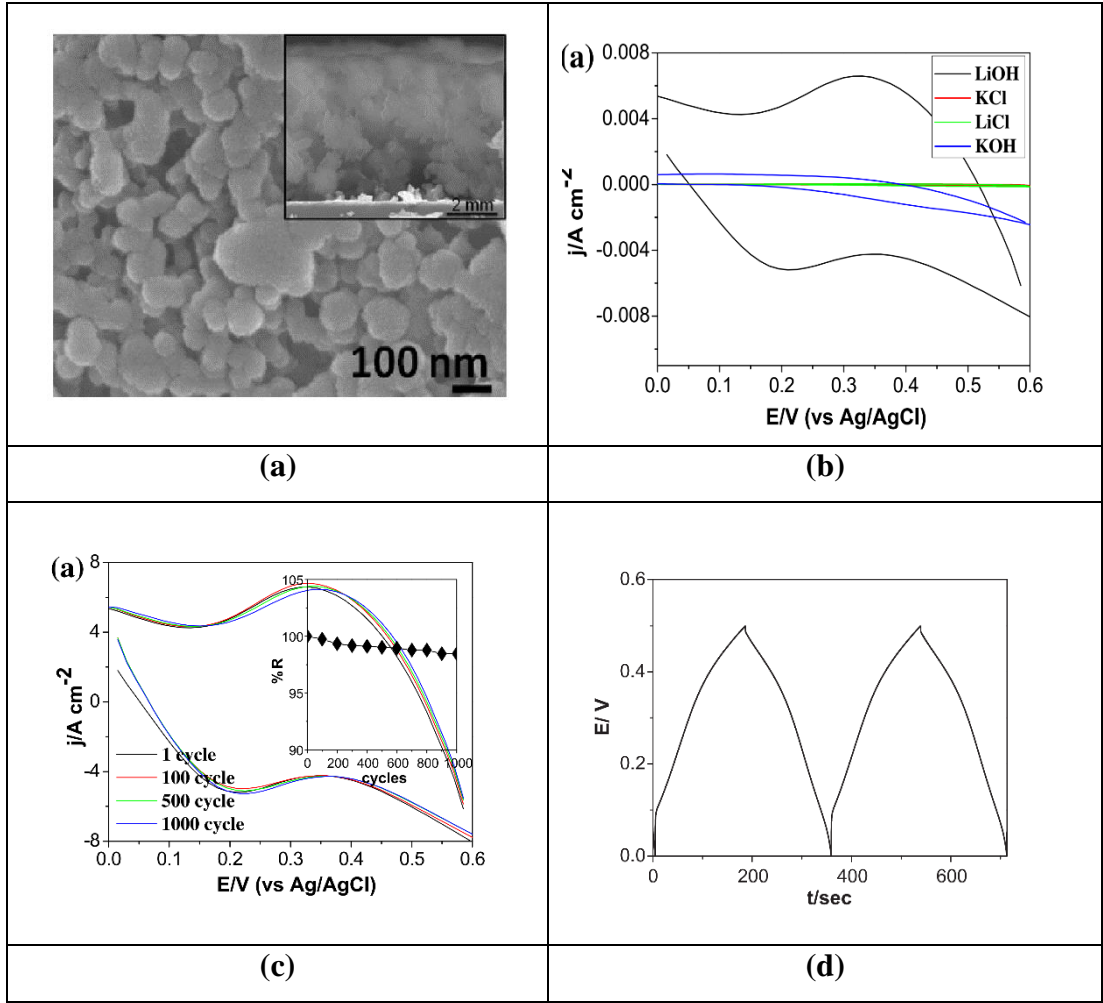 2 mm
100 nm
(a)
(a)
0.008
0.004
0.000
-0.004
-0.008
j/A cm-2
0.0 0.1 0.2 0.3 0.4 0.5 0.6
E/V (vs Ag/AgCl)
LiOH
KCl
LiCl
KOH
(b)
(a)
8
4
0
-4
-8
j/A cm-2
0.0 0.1 0.2 0.3 0.4 0.5 0.6
E/V (vs Ag/AgCl)
1 cycle
100 cycle
500 cycle
1000 cycle
105
100
95
90
%R
0 200 400 600 800 1000
cycles
(c)
0.6
0.4
0.2
0.0
E/ V
0 200 400 600
t/sec
(d)